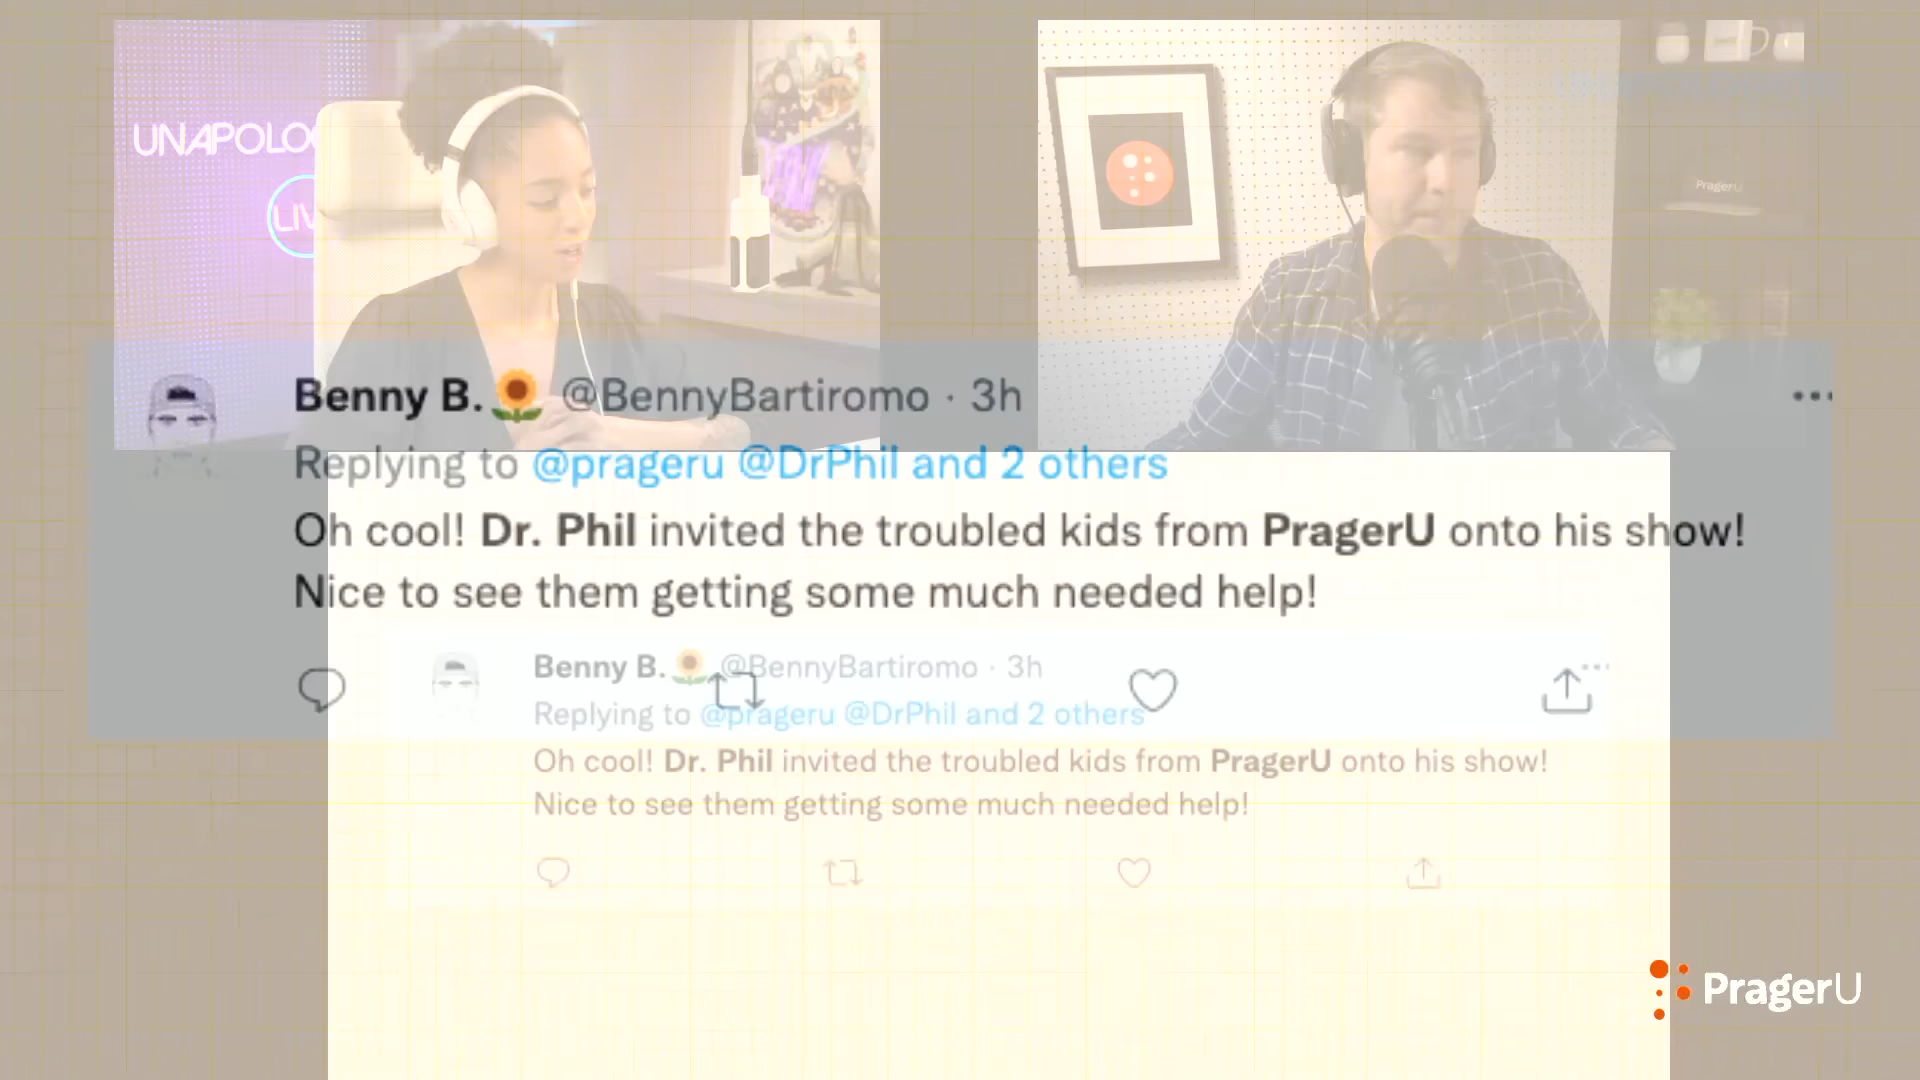 UNAPOLO
LIV
PragerU
Benny B.🌻 @BennyBartiromo · 3h
Replying to @prageru @DrPhil and 2 others
Oh cool! Dr. Phil invited the troubled kids from PragerU onto his show!
Nice to see them getting some much needed help!
Benny B.🌻 @BennyBartiromo · 3h
Replying to @prageru @DrPhil and 2 others
Oh cool! Dr. Phil invited the troubled kids from PragerU onto his show!
Nice to see them getting some much needed help!
PragerU